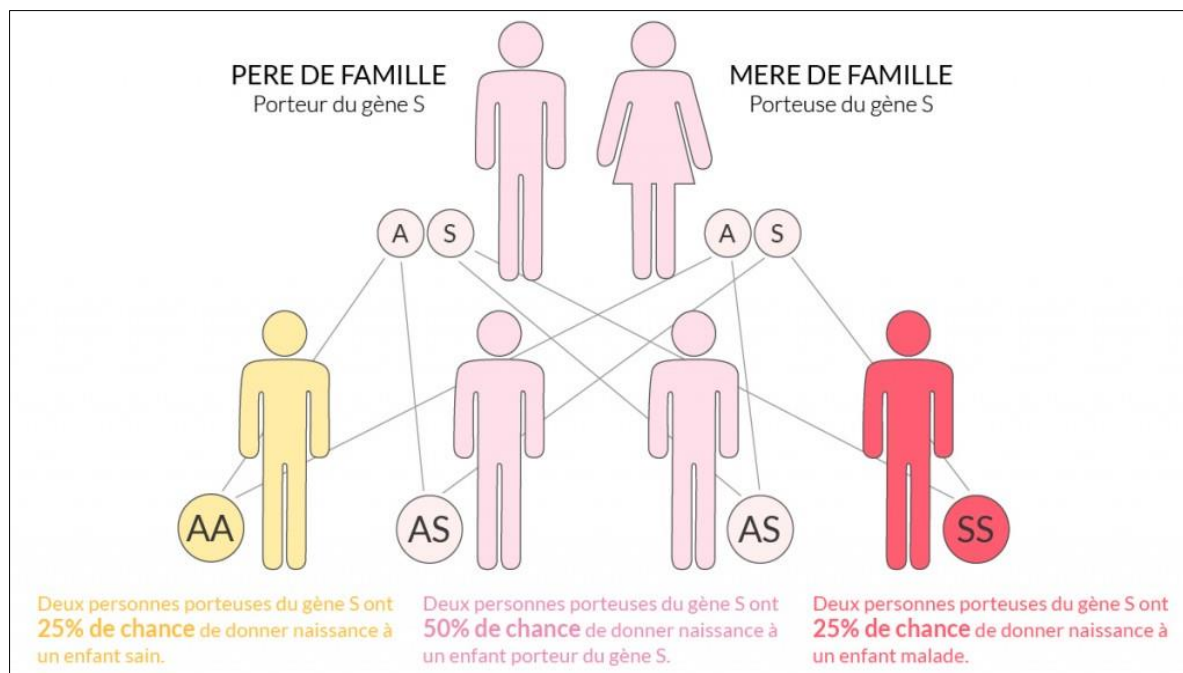 PERE DE FAMILLE
Porteur du gène S
MERE DE FAMILLE
Porteuse du gène S
A S
A S
AA
AS
AS
SS
Deux personnes porteuses du gène S ont
25% de chance de donner naissance à
un enfant sain.
Deux personnes porteuses du gène S ont
50% de chance de donner naissance à
un enfant porteur du gène S.
Deux personnes porteuses du gène S ont
25% de chance de donner naissance à
un enfant malade.